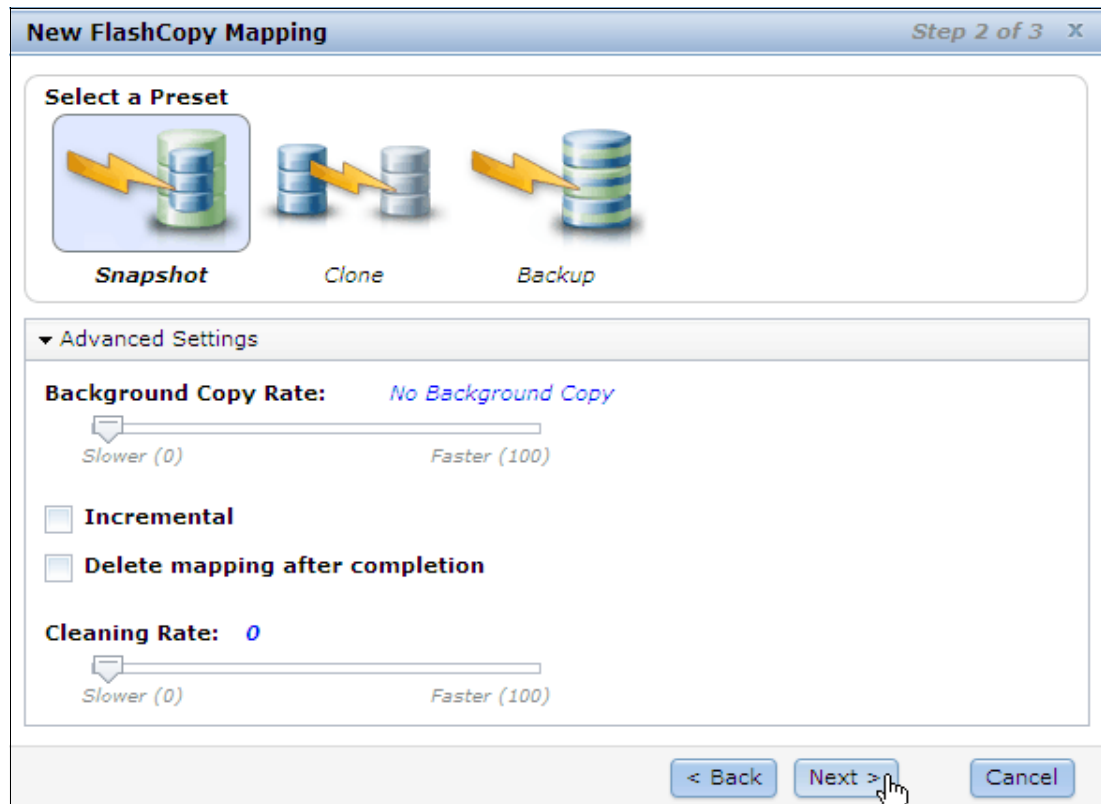 New FlashCopy Mapping Step 2 of 3 x
Select a Preset
Snapshot Clone Backup
Advanced Settings
Background Copy Rate: No Background Copy
Slower (0) Faster (100)
Incremental
Delete mapping after completion
Cleaning Rate: 0
Slower (0) Faster (100)
< Back Next > Cancel